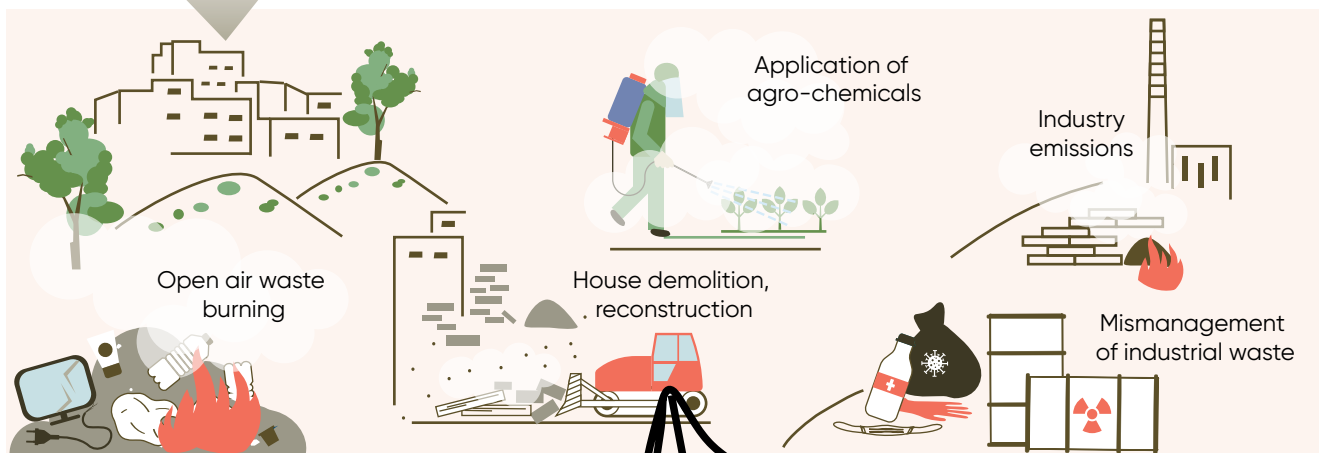 Application of
agro-chemicals
Industry
emissions
Open air waste
burning
House demolition,
reconstruction
Mismanagement
of industrial waste